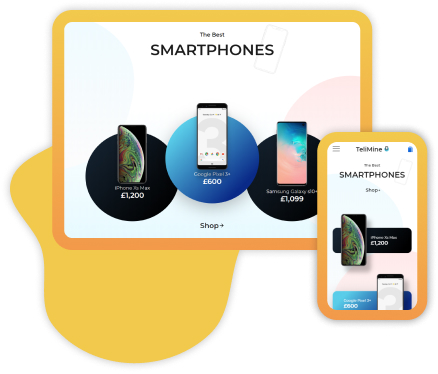 The Best
SMARTPHONES
iPhone Xs Max
£1,200
Google Pixel 3+
£600
Samsung Galaxy
£1,099
Shop→
TeliMine
The Best
SMARTPHONES
Shop
iPhone Xs Max
£1,200
Google Pixel 3+
£600